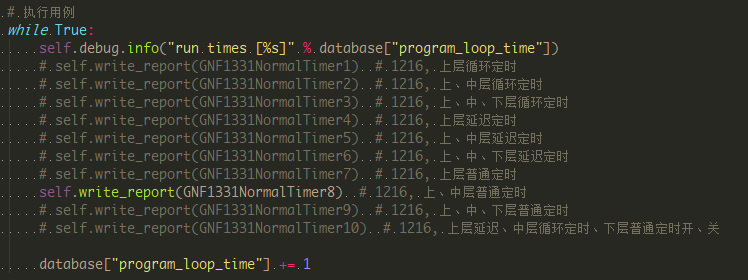 # 执行用例
while True:
    self.debug.info("run times [%s]" % database["program_loop_time"])
    # self.write_report(GNF1331NormalTimer1)  # 1216, 上层循环定时
    # self.write_report(GNF1331NormalTimer2)  # 1216, 上、中层循环定时
    # self.write_report(GNF1331NormalTimer3)  # 1216, 上、中、下层循环定时
    # self.write_report(GNF1331NormalTimer4)  # 1216, 上层延迟定时
    # self.write_report(GNF1331NormalTimer5)  # 1216, 上、中层延迟定时
    # self.write_report(GNF1331NormalTimer6)  # 1216, 上、中、下层延迟定时
    # self.write_report(GNF1331NormalTimer7)  # 1216, 上层普通定时
    self.write_report(GNF1331NormalTimer8)  # 1216, 上、中层普通定时
    # self.write_report(GNF1331NormalTimer9)  # 1216, 上、中、下层普通定时
    # self.write_report(GNF1331NormalTimer10)  # 1216, 上层延迟、中层循环定时、下层普通定时开、关
    database["program_loop_time"] += 1